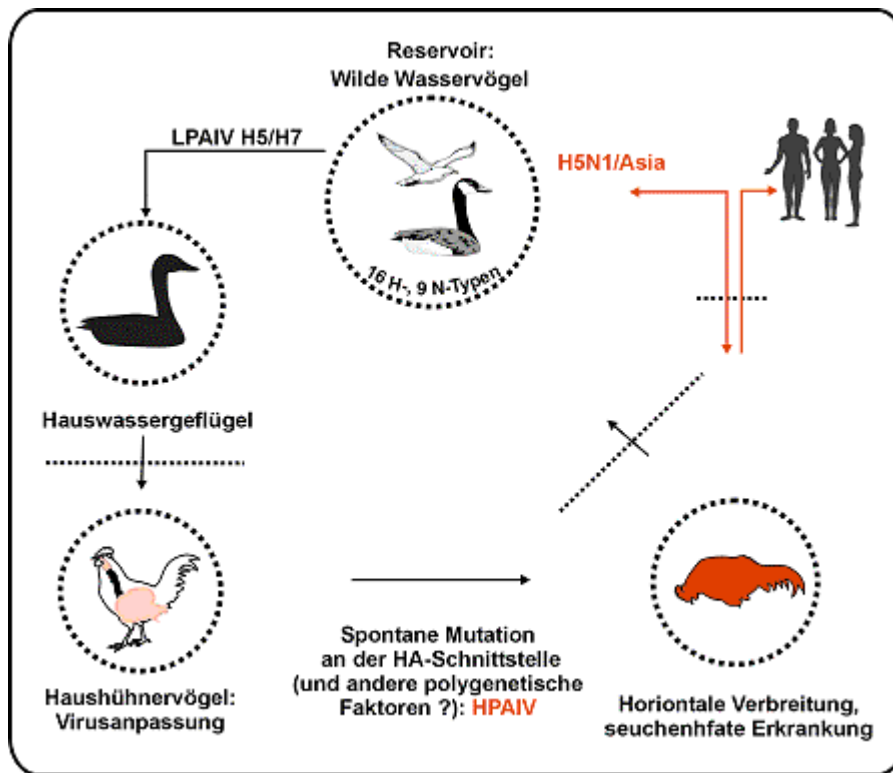 Reservoir:
Wilde Wasservögel
LPAIV H5/H7
H5N1/Asia
16 H-, 9 N-Typen
Hauswassergeflügel
Haushühnervögel:
Virusanpassung
Spontane Mutation
an der HA-Schnittstelle
(und andere polygenetische
Faktoren ?): HPAIV
Horiontale Verbreitung,
seuchenhfate Erkrankung